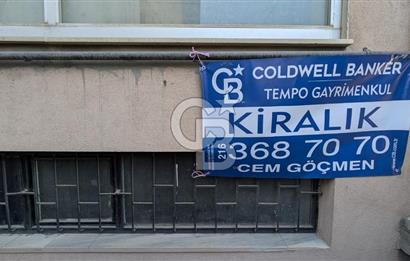 CB COLDWELL BANKER
TEMPO GAYRİMENKUL
KİRALIK
216 368 70 70
CEM GÖÇMEN